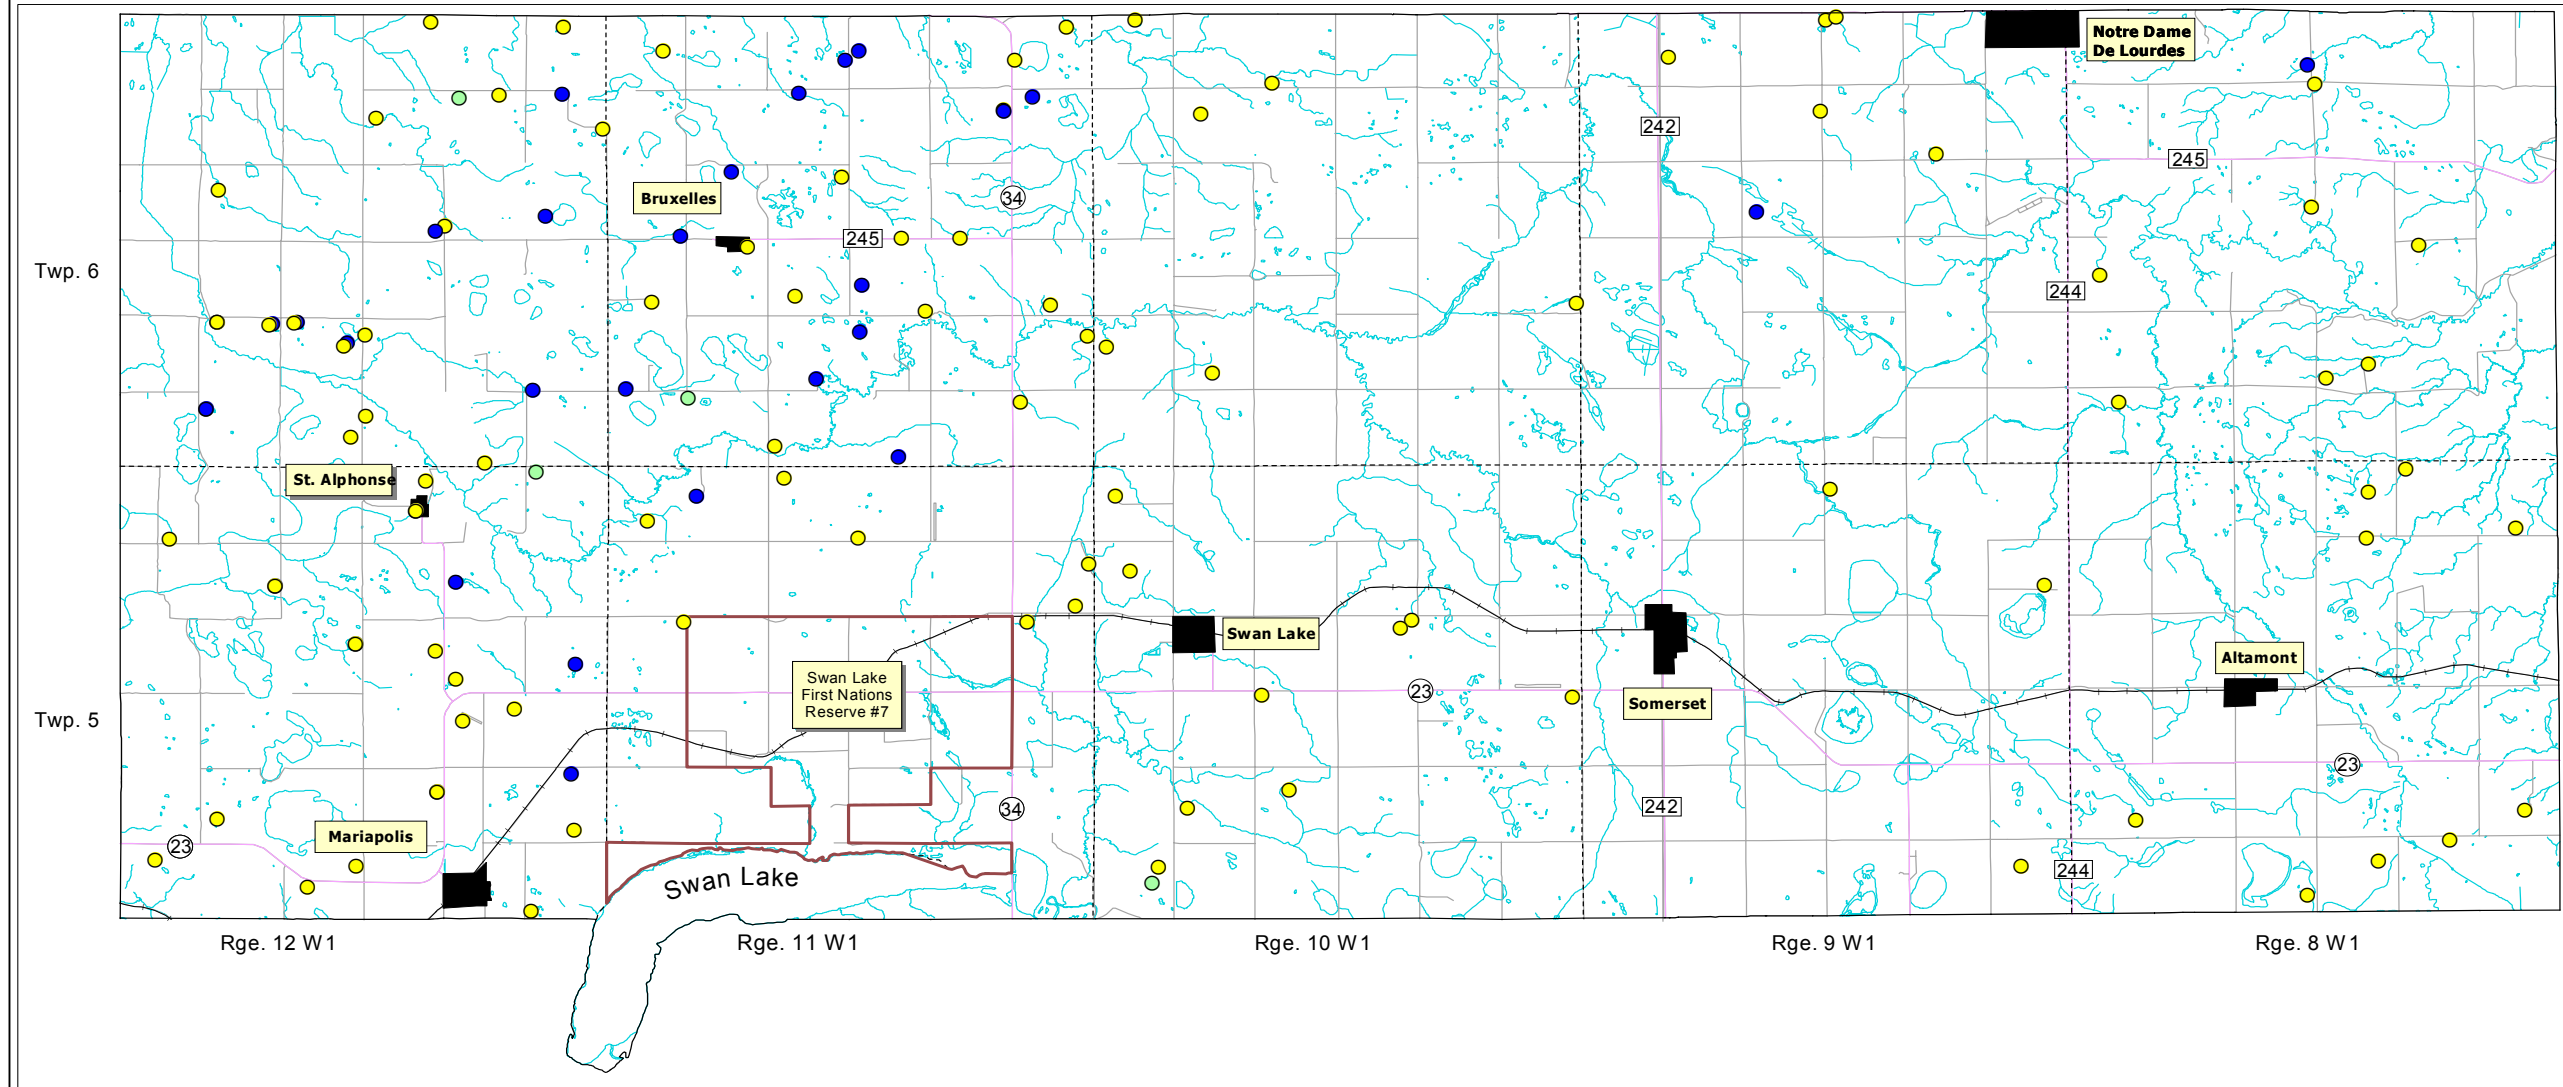 Notre Dame
De Lourdes
242
245
Bruxelles
34
245
Twp. 6
244
St. Alphonse
Swan Lake
Altamont
Swan Lake
First Nations
Reserve #7
23
Somerset
Twp. 5
23
34
242
Mariapolis
23
244
Swan Lake
Rge. 12 W1
Rge. 11 W1
Rge. 10 W1
Rge. 9 W1
Rge. 8 W1